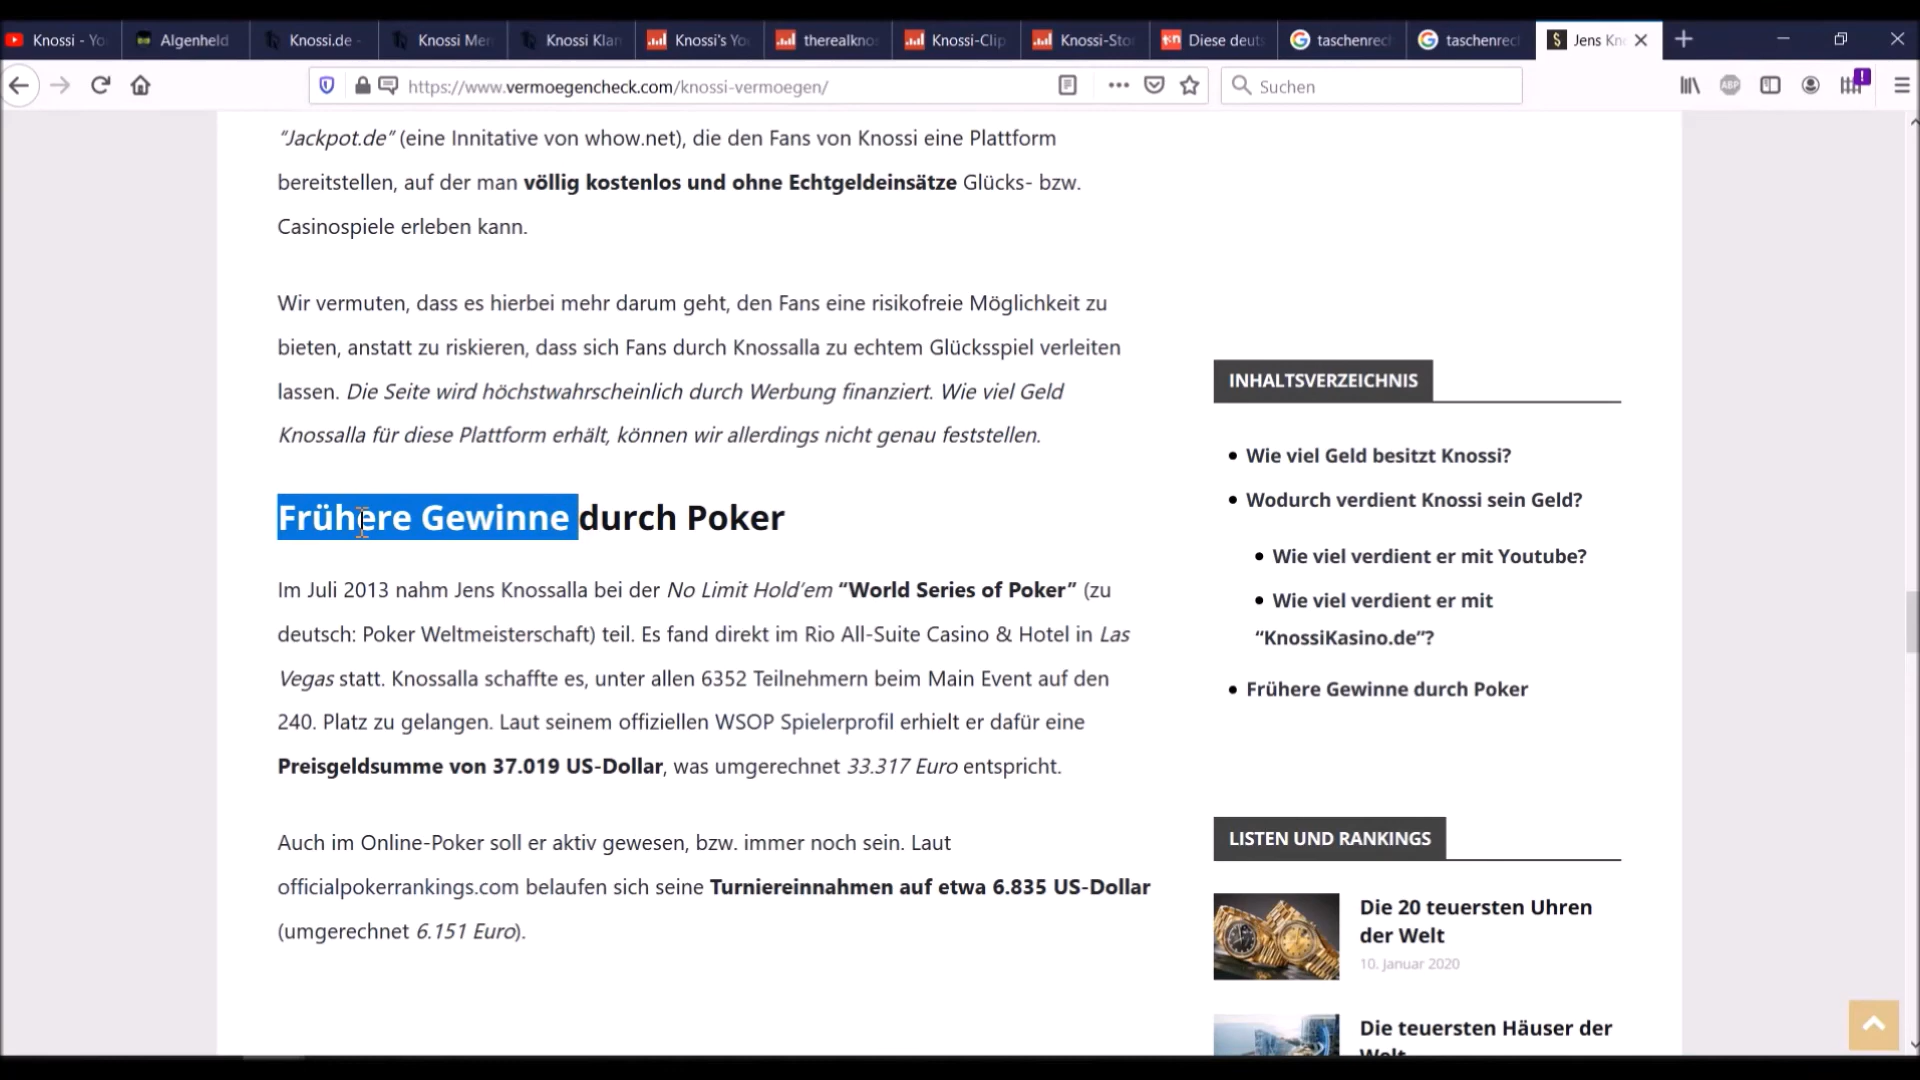 Knossi - Yo
Algenheld
Knossi.de -
Knossi Mer
Knossi Klan
Knossi's Yo
therealkno
Knossi-Clip
Knossi-Sto
Diese deut
taschenrec
taschenrec
Jens Kn
https://www.vermoegencheck.com/knossi-vermoegen/
Suchen
ABP
“Jackpot.de” (eine Innitative von whow.net), die den Fans von Knossi eine Plattform
bereitstellen, auf der man völlig kostenlos und ohne Echtgeldeinsätze Glücks- bzw.
Casinospiele erleben kann.
Wir vermuten, dass es hierbei mehr darum geht, den Fans eine risikofreie Möglichkeit zu
bieten, anstatt zu riskieren, dass sich Fans durch Knossalla zu echtem Glücksspiel verleiten
lassen. Die Seite wird höchstwahrscheinlich durch Werbung finanziert. Wie viel Geld
Knossalla für diese Plattform erhält, können wir allerdings nicht genau feststellen.
Frühere Gewinne durch Poker
Im Juli 2013 nahm Jens Knossalla bei der No Limit Hold’em “World Series of Poker” (zu
deutsch: Poker Weltmeisterschaft) teil. Es fand direkt im Rio All-Suite Casino & Hotel in Las
Vegas statt. Knossalla schaffte es, unter allen 6352 Teilnehmern beim Main Event auf den
240. Platz zu gelangen. Laut seinem offiziellen WSOP Spielerprofil erhielt er dafür eine
Preisgeldsumme von 37.019 US-Dollar, was umgerechnet 33.317 Euro entspricht.
Auch im Online-Poker soll er aktiv gewesen, bzw. immer noch sein. Laut
officialpokerrankings.com belaufen sich seine Turniereinnahmen auf etwa 6.835 US-Dollar
(umgerechnet 6.151 Euro).
INHALTSVERZEICHNIS
Wie viel Geld besitzt Knossi?
Wodurch verdient Knossi sein Geld?
Wie viel verdient er mit Youtube?
Wie viel verdient er mit
“KnossiKasino.de”?
Frühere Gewinne durch Poker
LISTEN UND RANKINGS
Die 20 teuersten Uhren
der Welt
10. Januar 2020
Die teuersten Häuser der
Welt